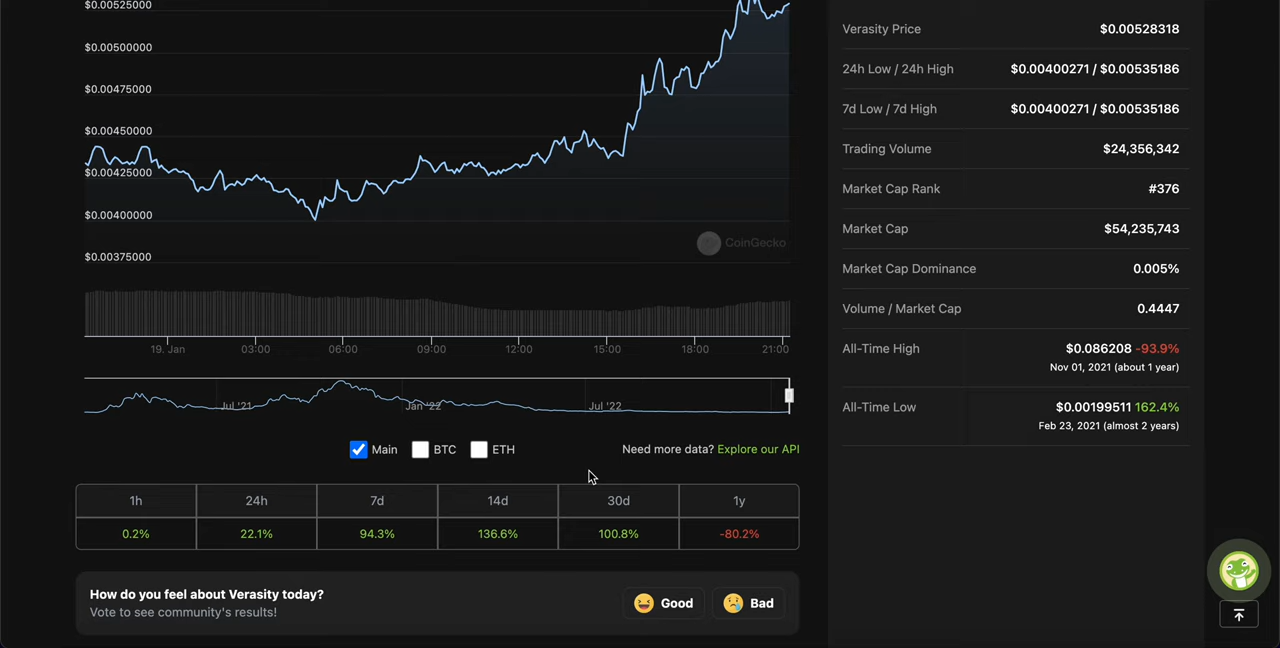 $0.00525000
$0.00500000
$0.00475000
$0.00450000
$0.00425000
$0.00400000
$0.00375000
CoinGecko
19. Jan 03:00 06:00 09:00 12:00 15:00 18:00 21:00
Jul '21 Jan '22 Jul '22
Main BTC ETH Need more data? Explore our API
1h 24h 7d 14d 30d 1y
0.2% 22.1% 94.3% 136.6% 100.8% -80.2%
How do you feel about Verasity today?
Vote to see community's results!
Good Bad
Verasity Price $0.00528318
24h Low / 24h High $0.00400271 / $0.00535186
7d Low / 7d High $0.00400271 / $0.00535186
Trading Volume $24,356,342
Market Cap Rank #376
Market Cap $54,235,743
Market Cap Dominance 0.005%
Volume / Market Cap 0.4447
All-Time High $0.086208 -93.9%
Nov 01, 2021 (about 1 year)
All-Time Low $0.00199511 162.4%
Feb 23, 2021 (almost 2 years)